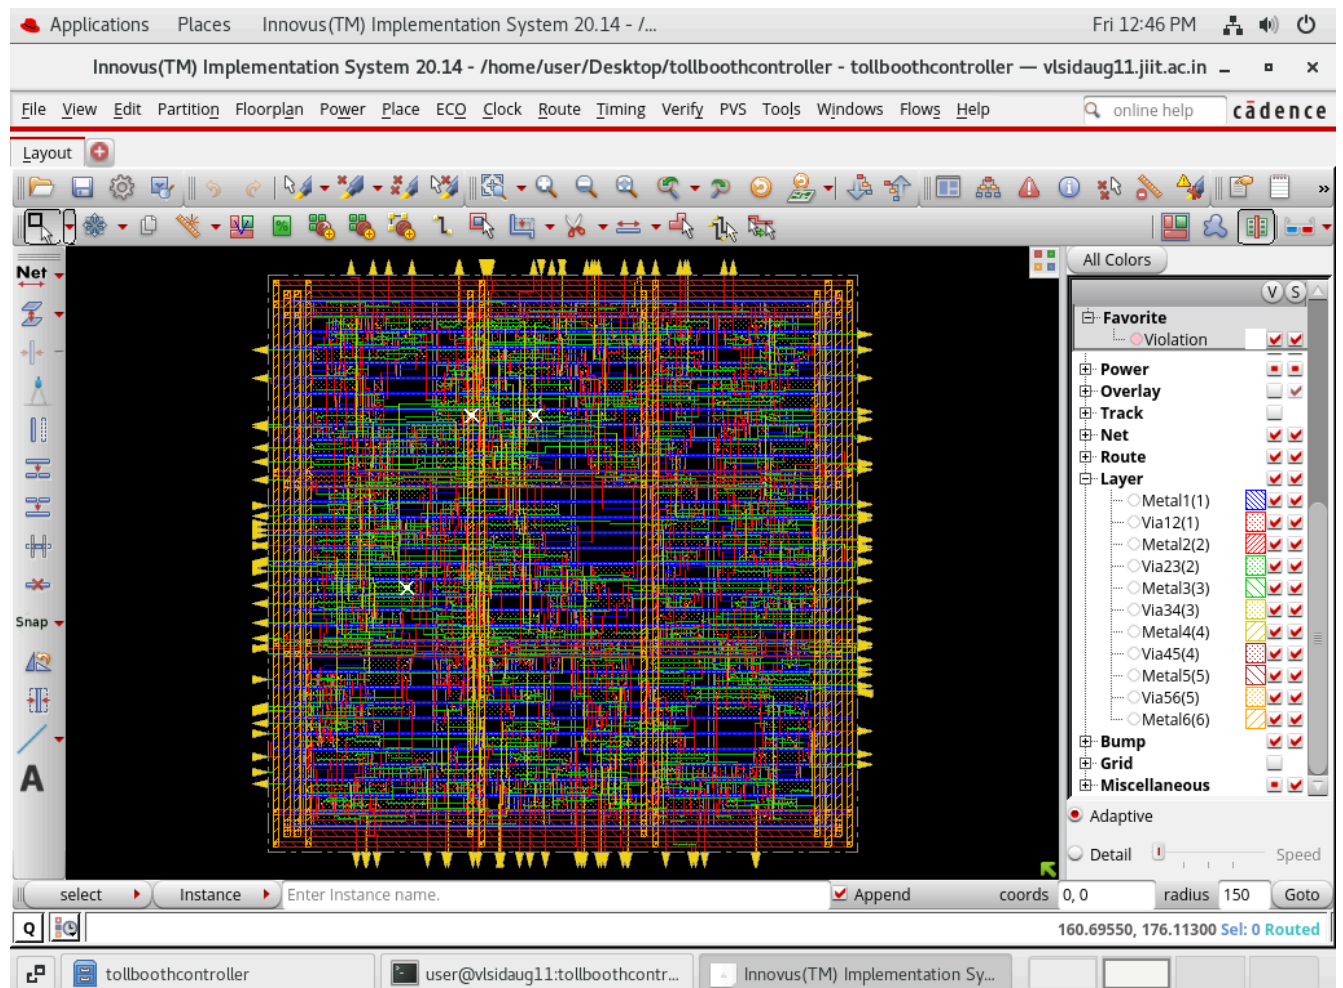 Applications Places Innovus(TM) Implementation System 20.14 - /... Fri 12:46 PM
Innovus(TM) Implementation System 20.14 - /home/user/Desktop/tollboothcontroller - tollboothcontroller — vlsidaug11.jiit.ac.in
File View Edit Partition Floorplan Power Place ECO Clock Route Timing Verify PVS Tools Windows Flows Help online help cādence
Layout
All Colors
Net
V S
Favorite
Violation
Power
Overlay
Track
Net
Route
Layer
Metal1(1)
Via12(1)
Metal2(2)
Via23(2)
Metal3(3)
Via34(3)
Snap
Metal4(4)
Via45(4)
Metal5(5)
Via56(5)
Metal6(6)
Bump
Grid
A
Miscellaneous
Adaptive
Detail Speed
select Instance Enter Instance name. Append coords 0, 0 radius 150 Goto
Q 160.69550, 176.11300 Sel: 0 Routed
tollboothcontroller user@vlsidaug11:tollboothcontr... Innovus(TM) Implementation Sy...